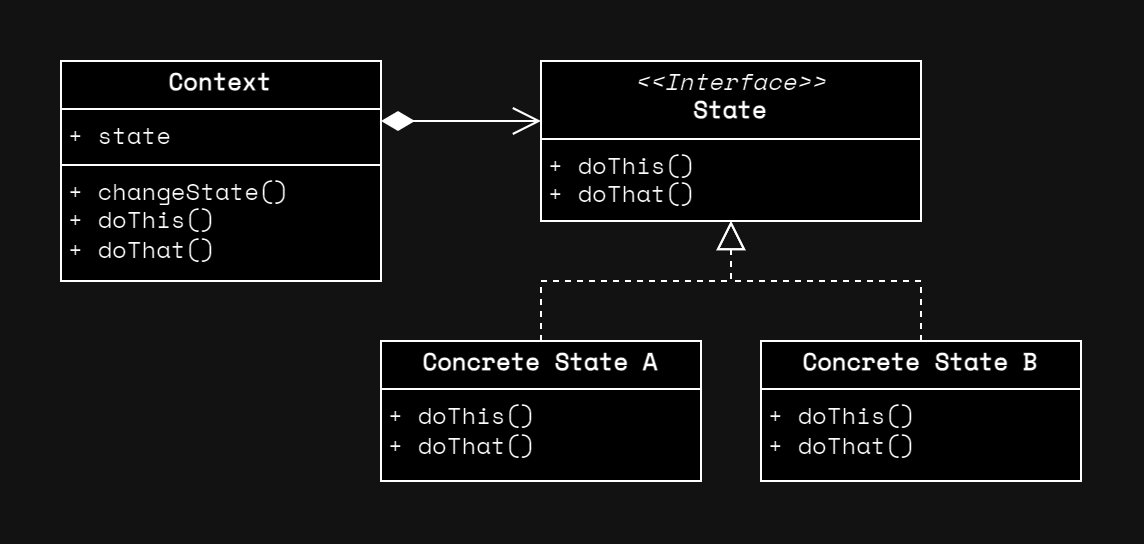 Context
+ state
+ changeState()
+ doThis()
+ doThat()
<<Interface>>
State
+ doThis()
+ doThat()
Concrete State A
+ doThis()
+ doThat()
Concrete State B
+ doThis()
+ doThat()